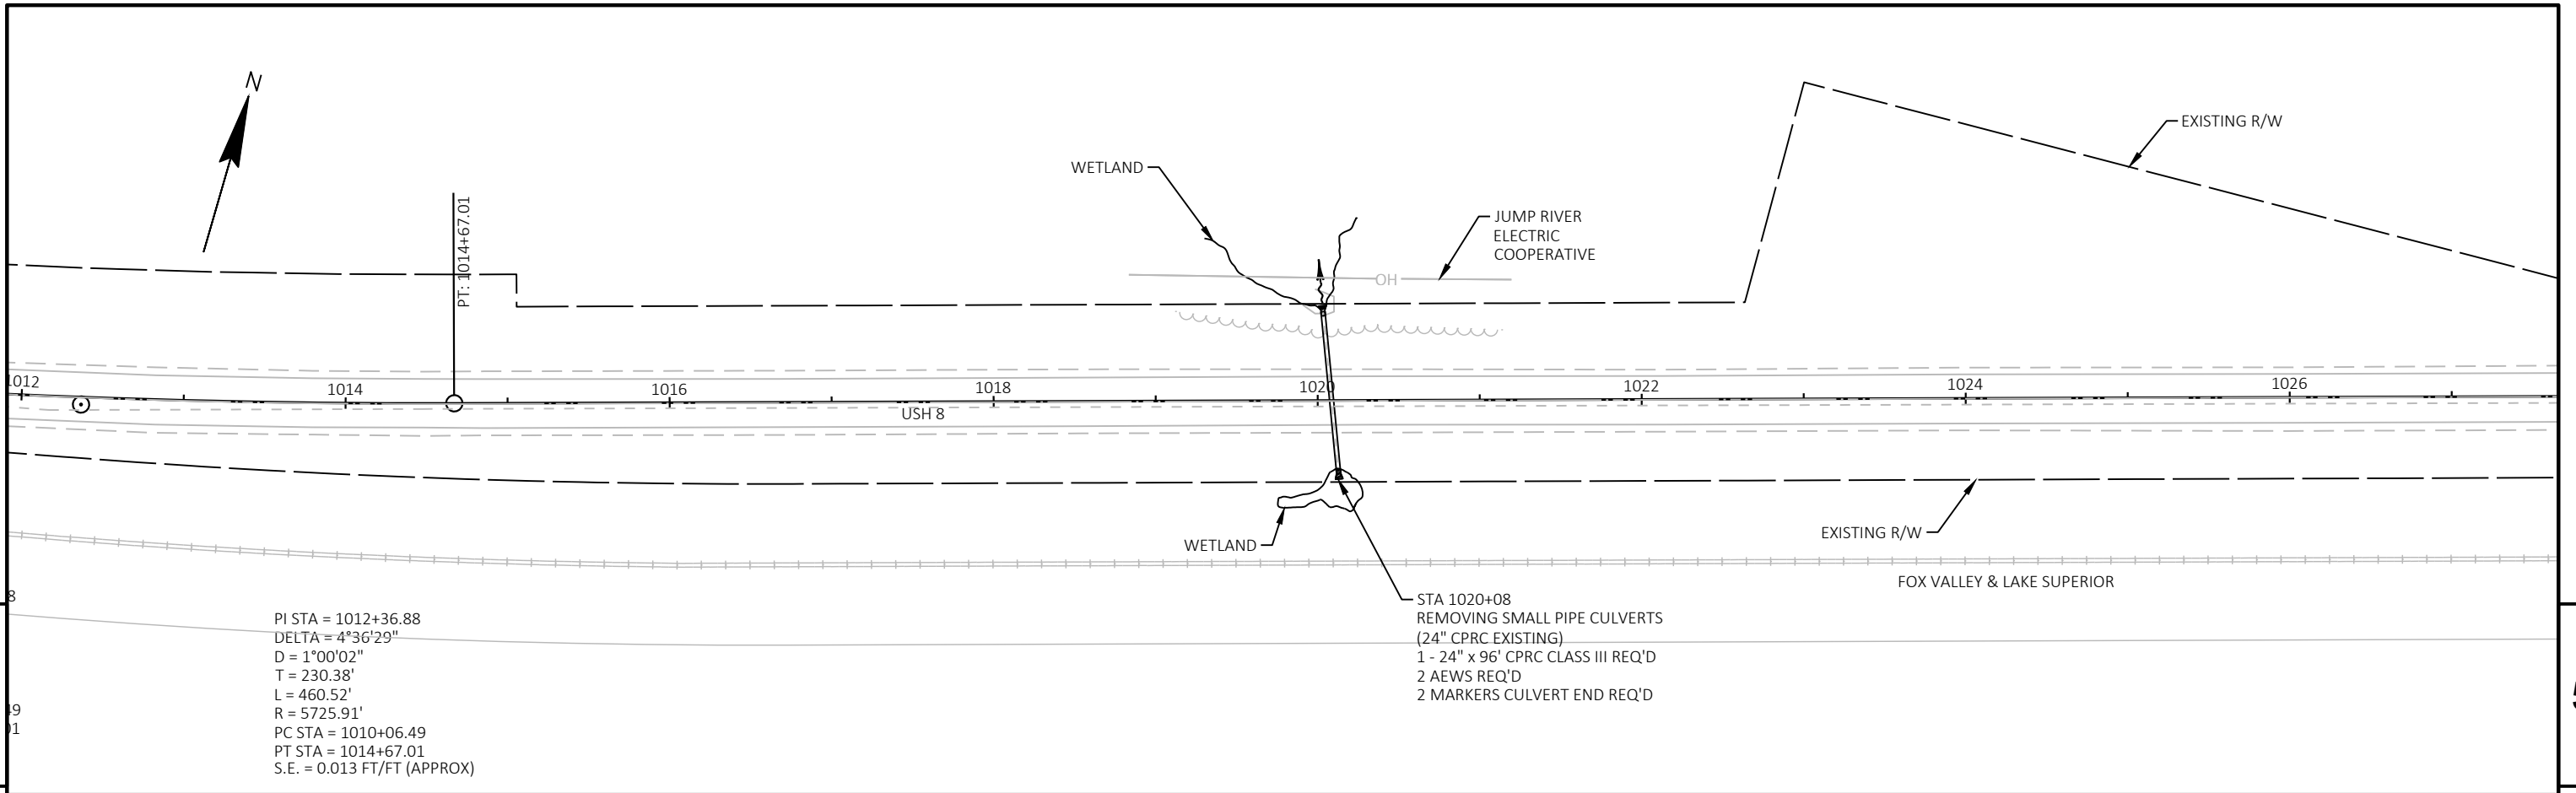 N
EXISTING R/W
WETLAND
PT: 1014+67.01
JUMP RIVER
ELECTRIC
COOPERATIVE
OH
1012
1014
1016
1018
1020
1022
1024
1026
USH 8
EXISTING R/W
WETLAND
FOX VALLEY & LAKE SUPERIOR
8
49
01
PI STA = 1012+36.88
DELTA = 4°36'29"
D = 1°00'02"
T = 230.38'
L = 460.52'
R = 5725.91'
PC STA = 1010+06.49
PT STA = 1014+67.01
S.E. = 0.013 FT/FT (APPROX)
STA 1020+08
REMOVING SMALL PIPE CULVERTS
(24" CPRC EXISTING)
1 - 24" x 96' CPRC CLASS III REQ'D
2 AEWS REQ'D
2 MARKERS CULVERT END REQ'D